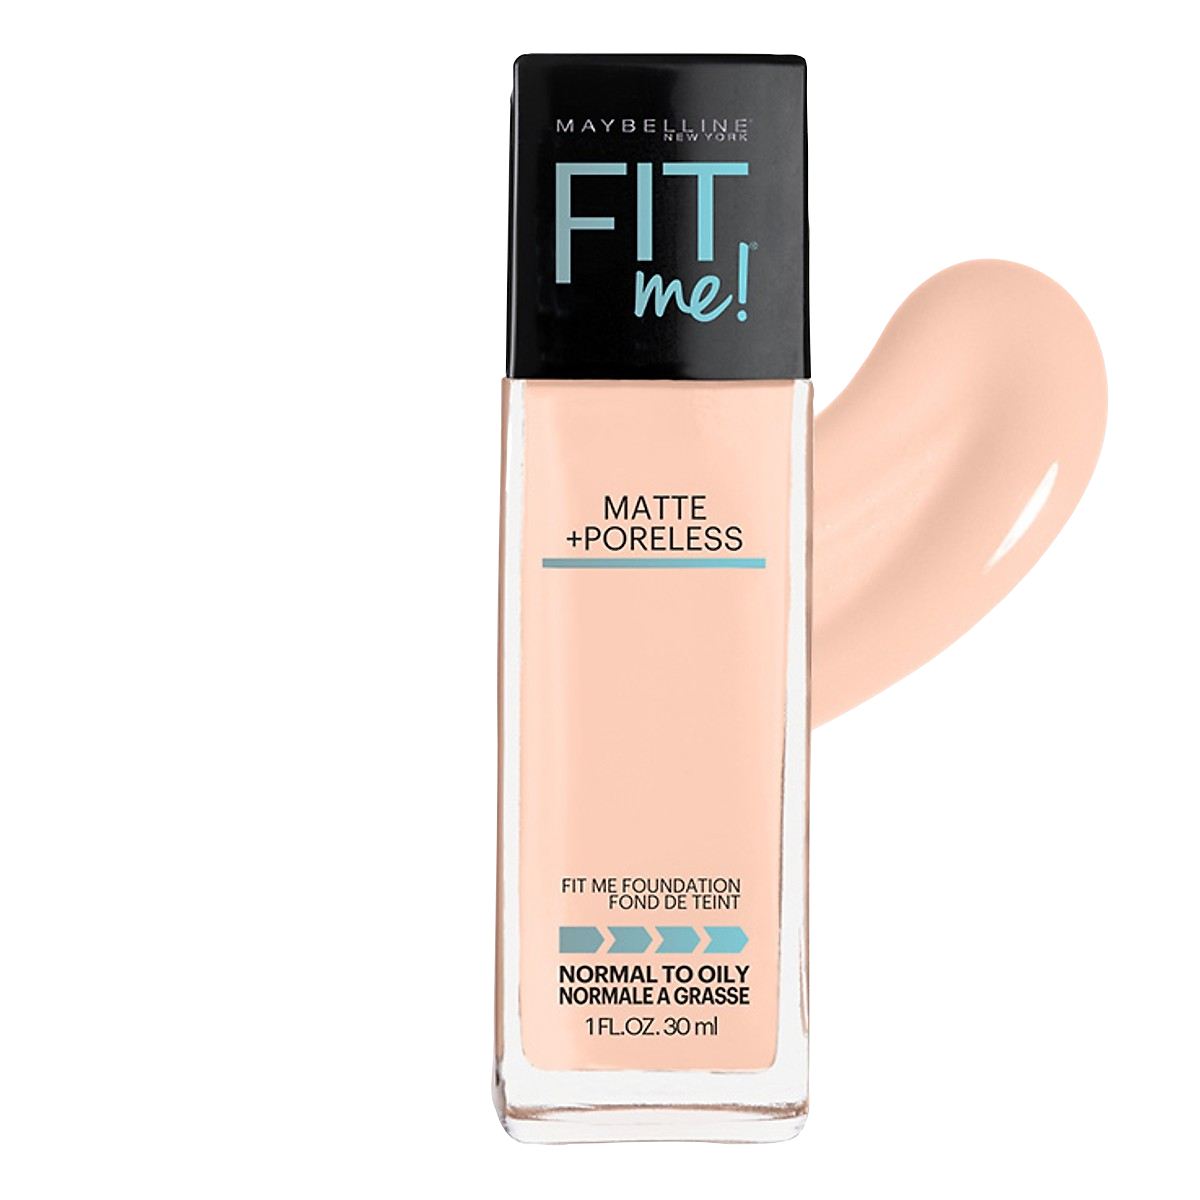 MAYBELLINE
NEW YORK
FIT
me!®
MATTE
+PORELESS
FIT ME FOUNDATION
FOND DE TEINT
NORMAL TO OILY
NORMALE A GRASSE
1 FL.OZ. 30 ml